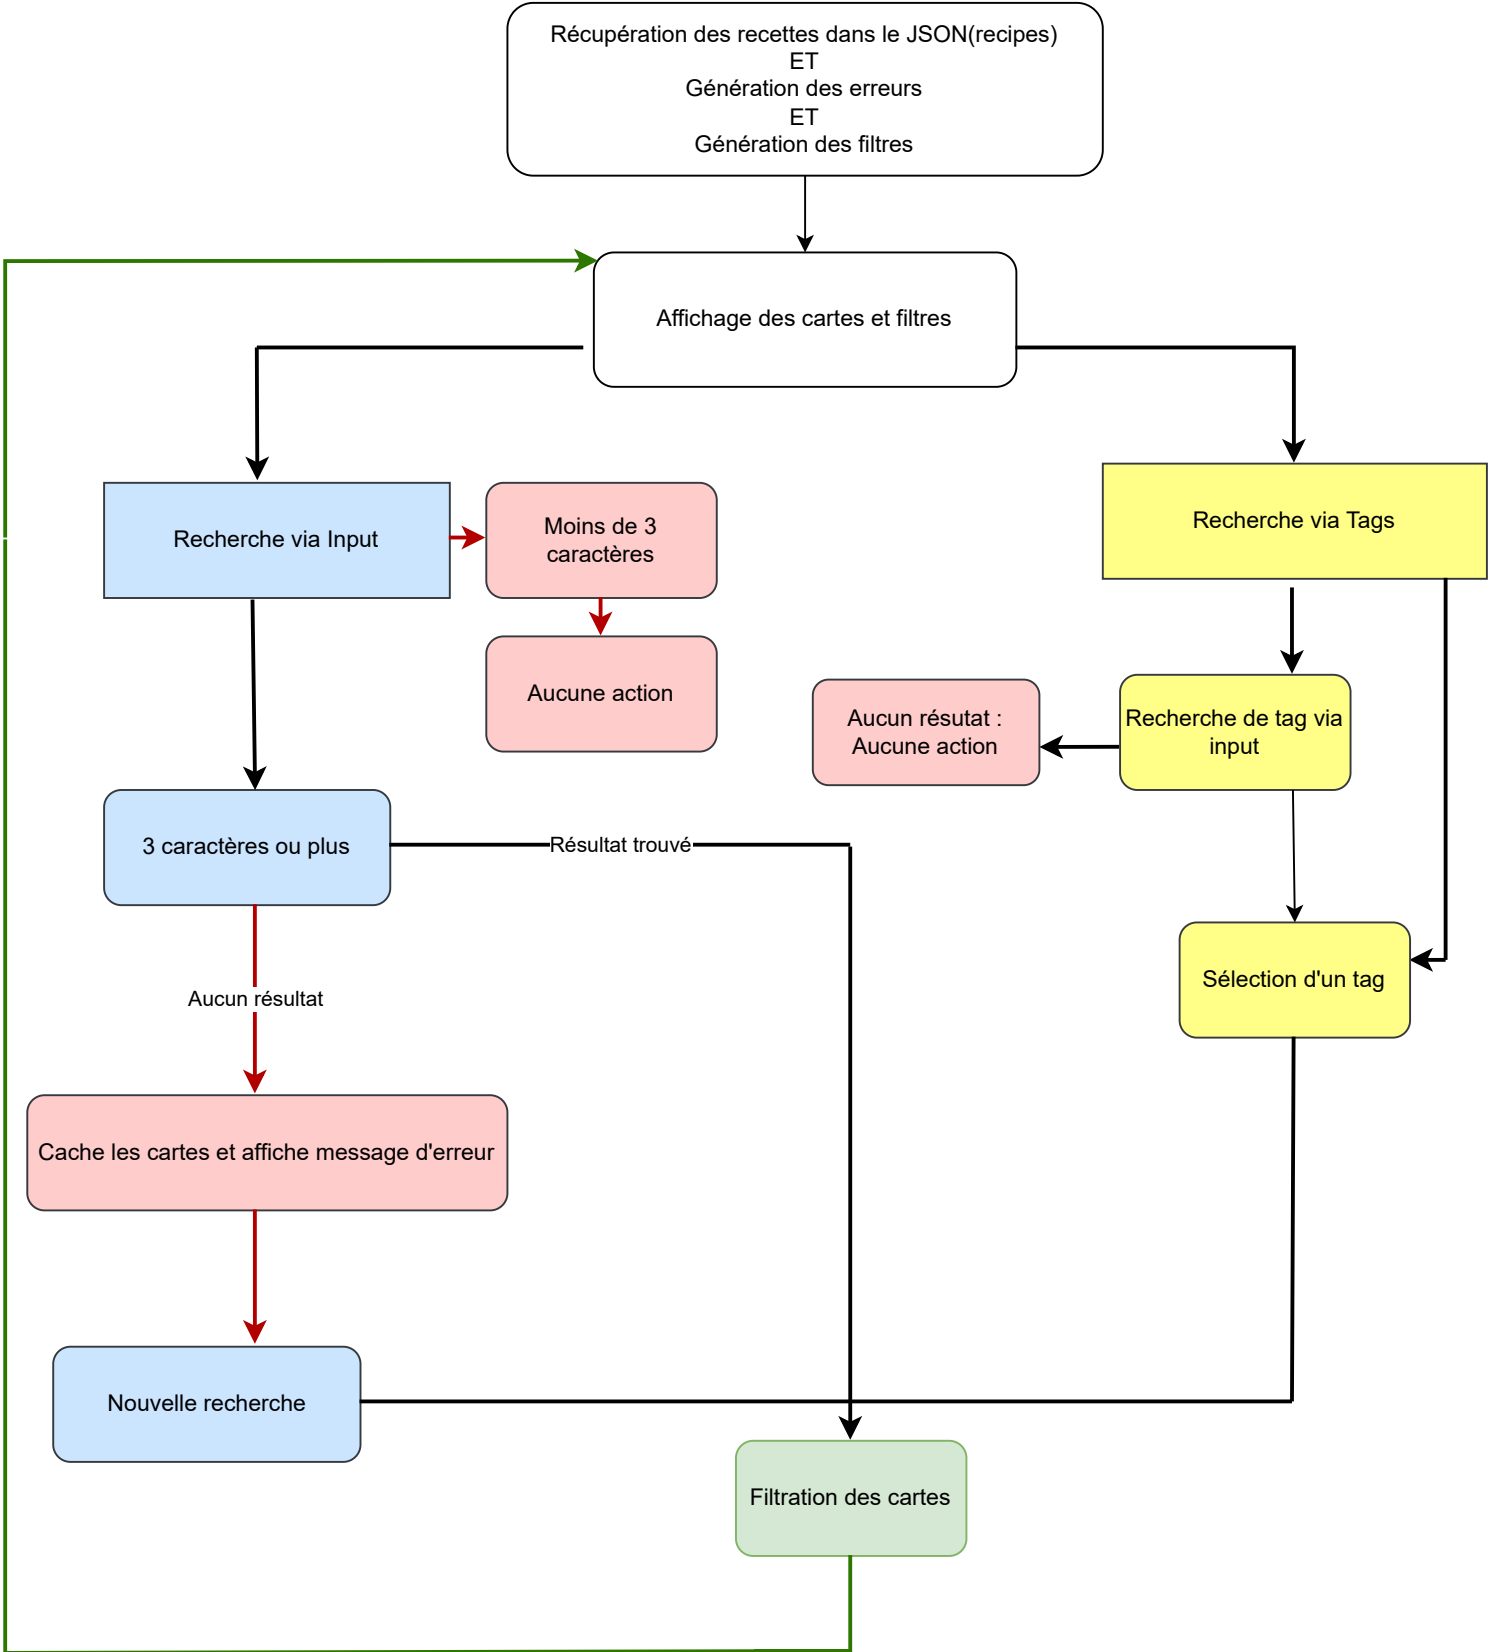 Récupération des recettes dans le JSON(recipes)
ET
Génération des erreurs
ET
Génération des filtres
Affichage des cartes et filtres
Recherche via Input
Moins de 3
caractères
Recherche via Tags
Aucune action
Aucun résutat :
Aucune action
Recherche de tag via
input
3 caractères ou plus
Résultat trouvé
Sélection d'un tag
Aucun résultat
Cache les cartes et affiche message d'erreur
Nouvelle recherche
Filtration des cartes